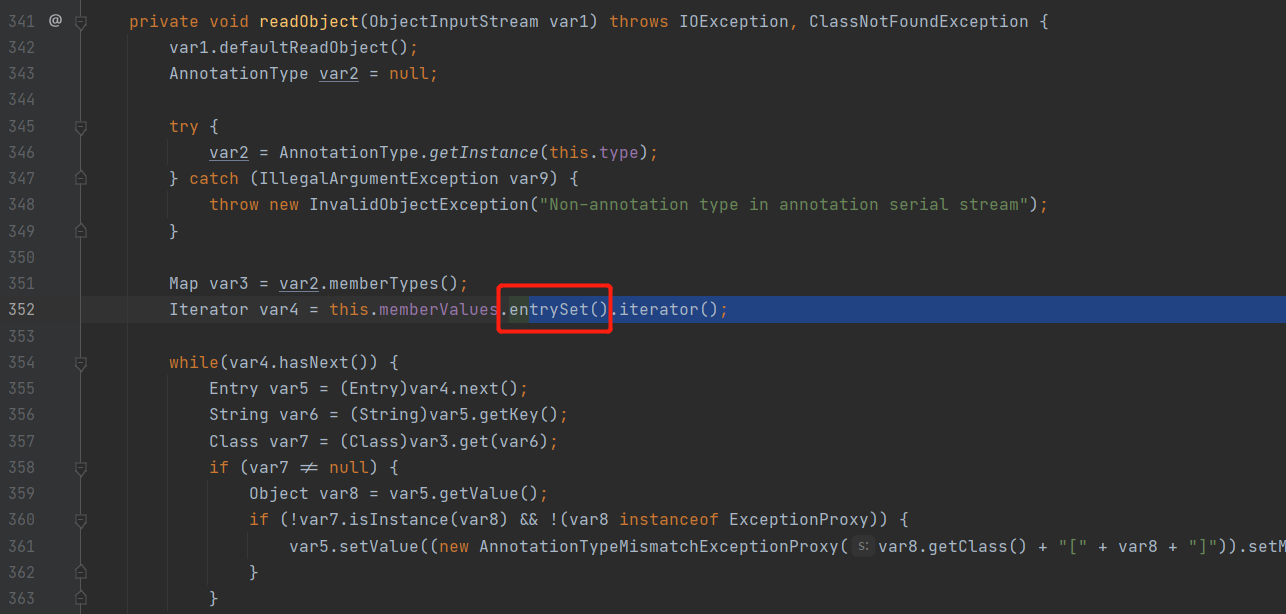 341 @ private void readObject(ObjectInputStream var1) throws IOException, ClassNotFoundException {
342 var1.defaultReadObject();
343 AnnotationType var2 = null;
344
345 try {
346 var2 = AnnotationType.getInstance(this.type);
347 } catch (IllegalArgumentException var9) {
348 throw new InvalidObjectException("Non-annotation type in annotation serial stream");
349 }
350
351 Map var3 = var2.memberTypes();
352 Iterator var4 = this.memberValues.entrySet().iterator();
353
354 while(var4.hasNext()) {
355 Entry var5 = (Entry)var4.next();
356 String var6 = (String)var5.getKey();
357 Class var7 = (Class)var3.get(var6);
358 if (var7 != null) {
359 Object var8 = var5.getValue();
360 if (!var7.isInstance(var8) && !(var8 instanceof ExceptionProxy)) {
361 var5.setValue((new AnnotationTypeMismatchExceptionProxy( s: var8.getClass() + "[" + var8 + "]")).setM
362 }
363 }